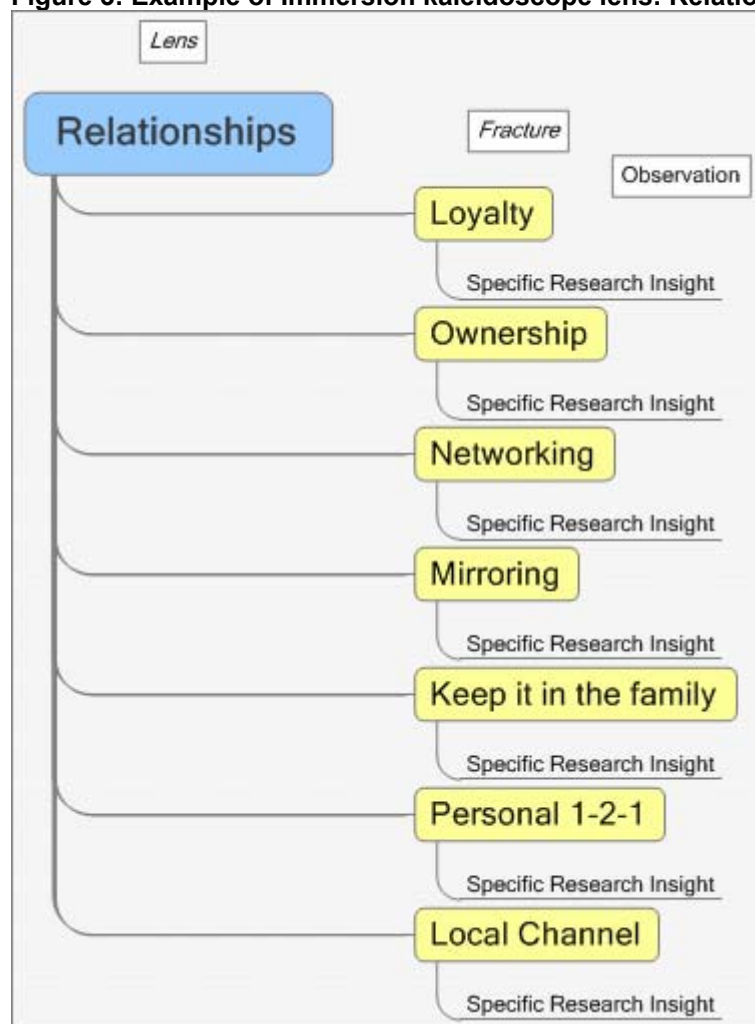 Lens
Relationships
Fracture
Observation
Loyalty
Specific Research Insight
Ownership
Specific Research Insight
Networking
Specific Research Insight
Mirroring
Specific Research Insight
Keep it in the family
Specific Research Insight
Personal 1-2-1
Specific Research Insight
Local Channel
Specific Research Insight